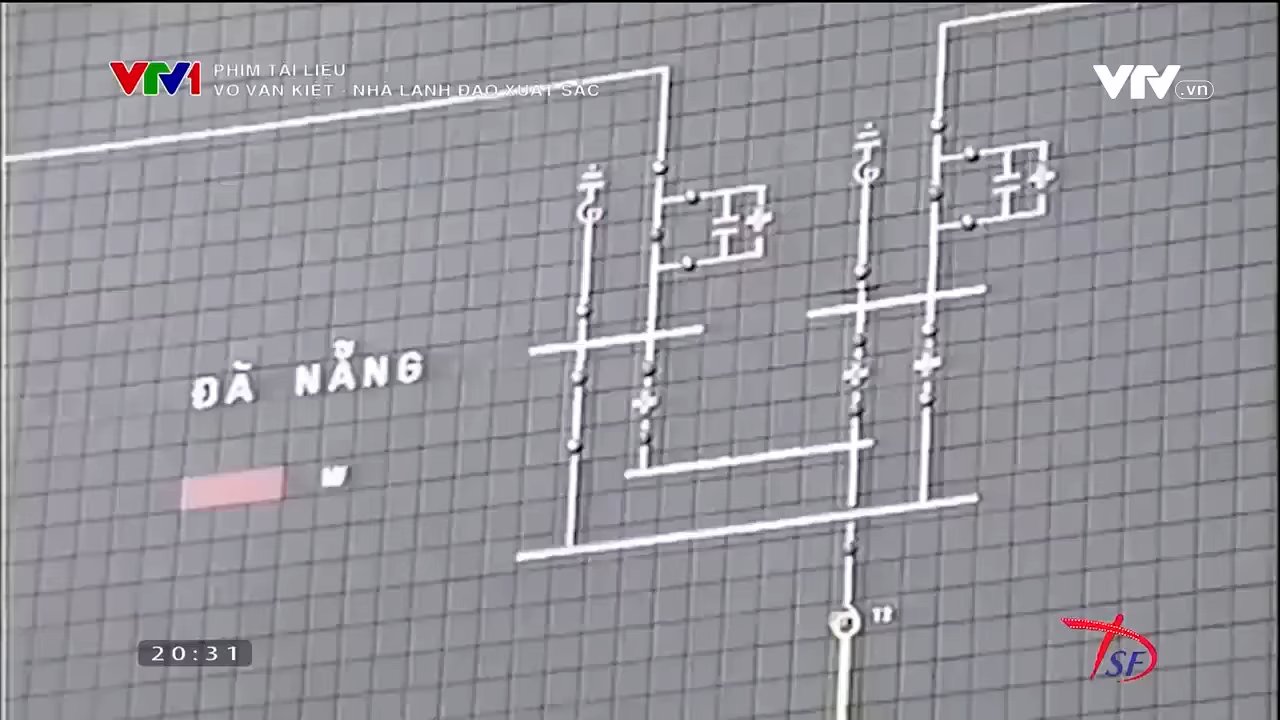 VTV1
PHIM TÀI LIỆU
VÕ VĂN KIỆT - NHÀ LÃNH ĐẠO XUẤT SẮC
VTV.vn
ĐÀ NẴNG
T2
20:31
TSF